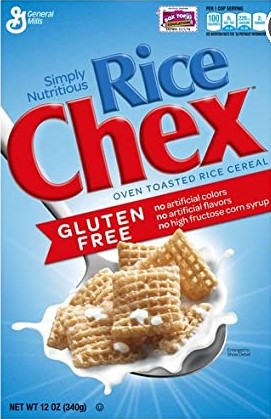 General
Mills
BOX TOPS
PER 1 CUP SERVING
100
Simply
Nutritious
Rice
Chex
OVEN TOASTED RICE CEREAL
GLUTEN
FREE
no artificial colors
no artificial flavors
no high fructose corn syrup
Enlarged to
Show Detail
NET WT 12 OZ (340g)